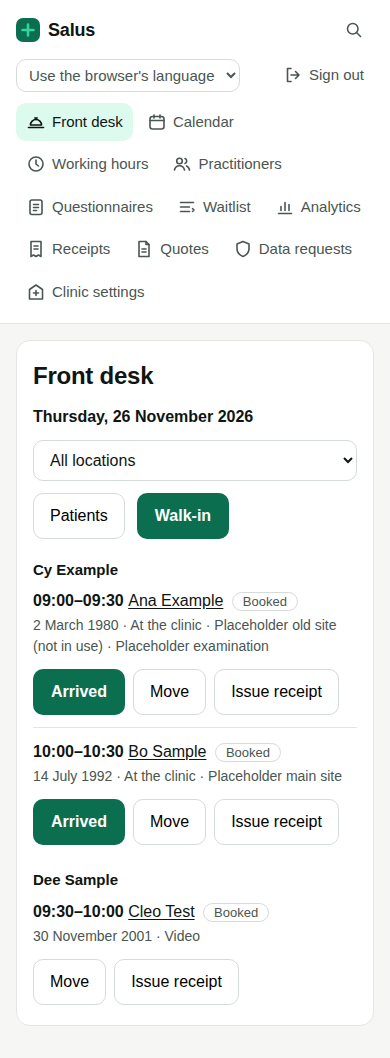 Salus
Use the browser's language
Sign out
Front desk
Calendar
Working hours
Practitioners
Questionnaires
Waitlist
Analytics
Receipts
Quotes
Data requests
Clinic settings
Front desk
Thursday, 26 November 2026
All locations
Patients
Walk-in
Cy Example
09:00–09:30 Ana Example Booked
2 March 1980 · At the clinic · Placeholder old site
(not in use) · Placeholder examination
Arrived
Move
Issue receipt
10:00–10:30 Bo Sample Booked
14 July 1992 · At the clinic · Placeholder main site
Arrived
Move
Issue receipt
Dee Sample
09:30–10:00 Cleo Test Booked
30 November 2001 · Video
Move
Issue receipt